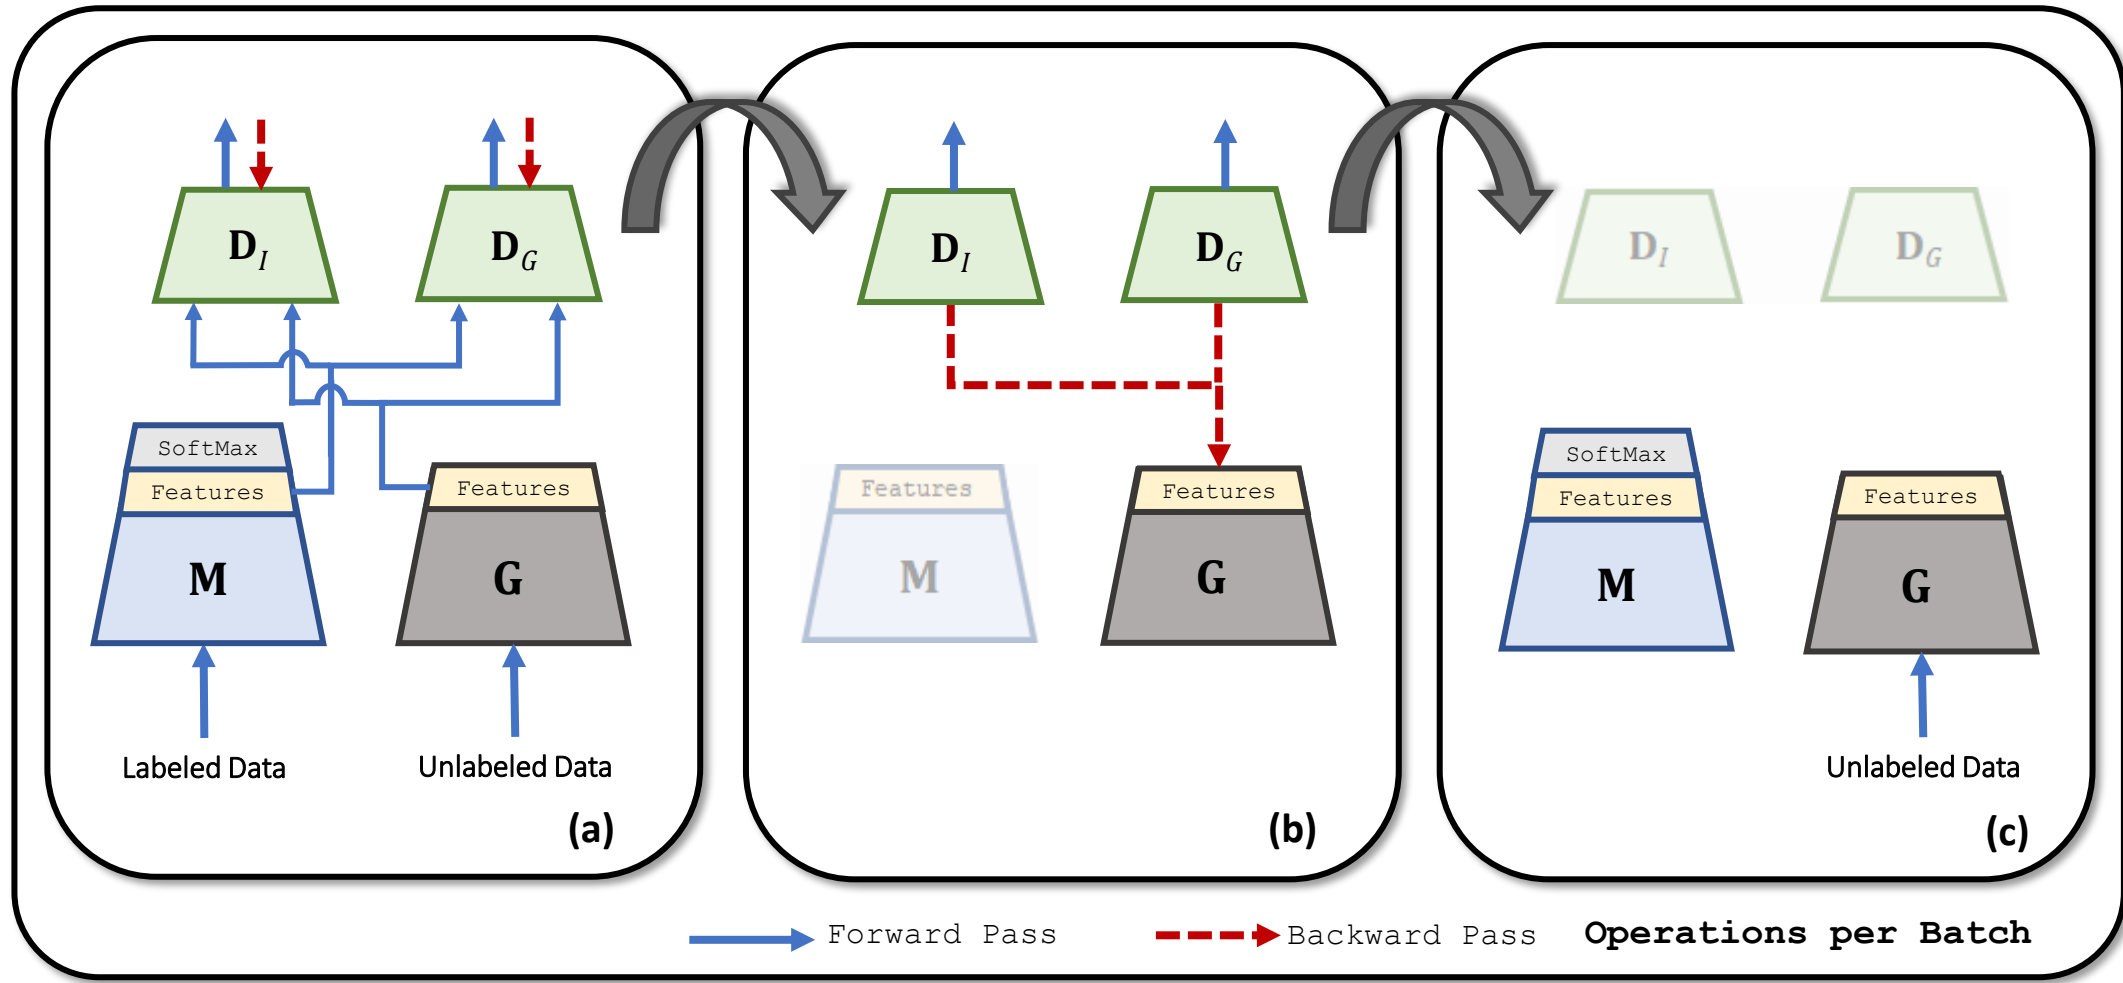 D_I
D_G
SoftMax
Features
Features
M
G
Labeled Data
Unlabeled Data
(a)
D_I
D_G
Features
Features
M
G
(b)
D_I
D_G
SoftMax
Features
Features
M
G
Unlabeled Data
(c)
Forward Pass
Backward Pass
Operations per Batch